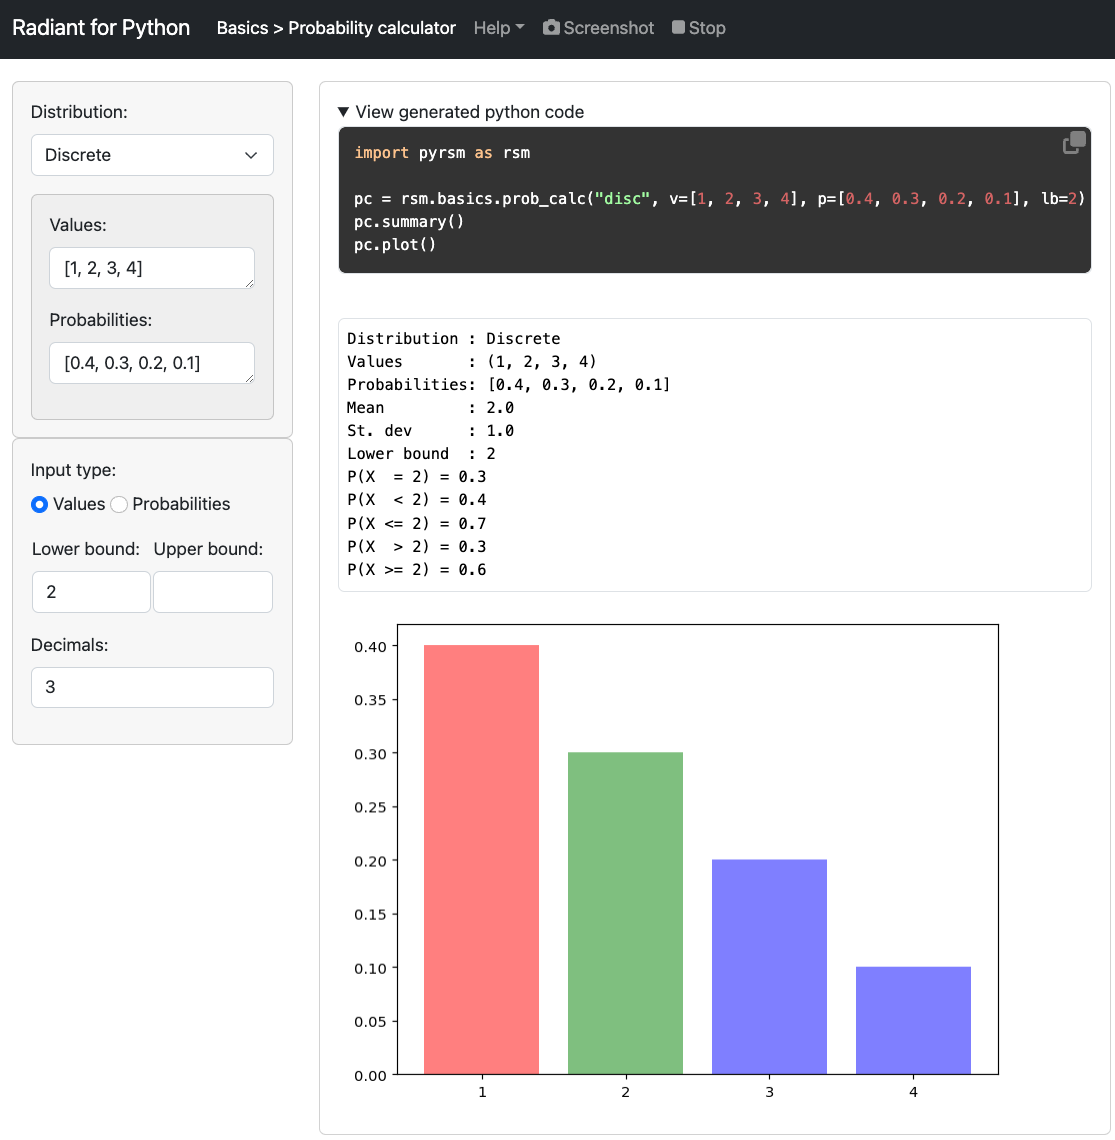 Radiant for Python Basics > Probability calculator Help Screenshot Stop
Distribution:
Discrete
Values:
[1, 2, 3, 4]
Probabilities:
[0.4, 0.3, 0.2, 0.1]
Input type:
Values Probabilities
Lower bound: Upper bound:
2
Decimals:
3
▼ View generated python code
import pyrsm as rsm
pc = rsm.basics.prob_calc("disc", v=[1, 2, 3, 4], p=[0.4, 0.3, 0.2, 0.1], lb=2)
pc.summary()
pc.plot()
Distribution : Discrete
Values       : (1, 2, 3, 4)
Probabilities: [0.4, 0.3, 0.2, 0.1]
Mean         : 2.0
St. dev      : 1.0
Lower bound  : 2
P(X  = 2) = 0.3
P(X  < 2) = 0.4
P(X <= 2) = 0.7
P(X  > 2) = 0.3
P(X >= 2) = 0.6
0.40
0.35
0.30
0.25
0.20
0.15
0.10
0.05
0.00
1 2 3 4